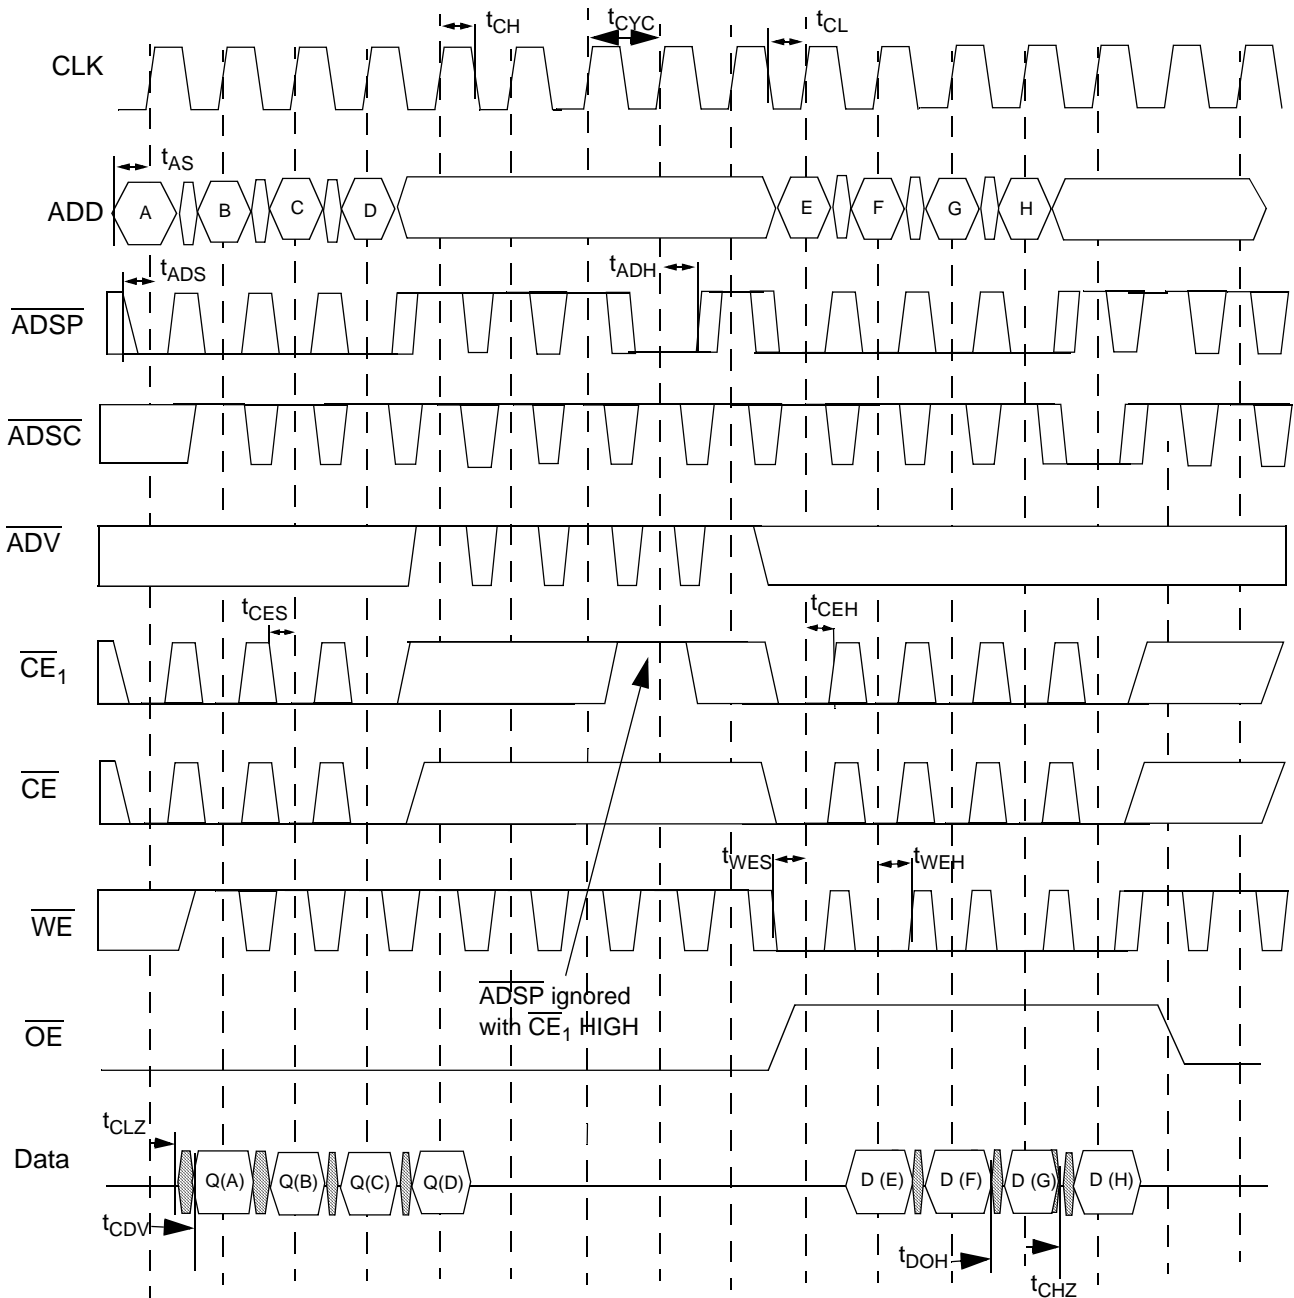 tCH tCYC tCL
CLK
tAS
ADD A B C D E F G H
tADS tADH
ADSP
ADSC
ADV
tCES tCEH
CE1
CE
tWES tWEH
WE
ADSP ignored
with CE1 HIGH
OE
tCLZ
Data Q(A) Q(B) Q(C) Q(D) D (E) D (F) D (G) D (H)
tCDV
tDOH
tCHZ